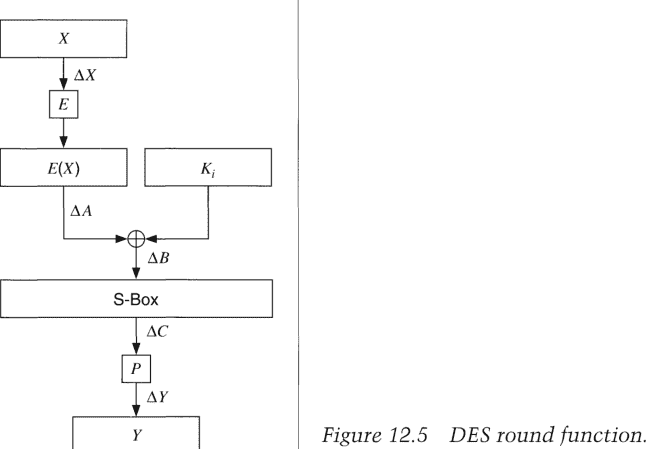 X
ΔX
E
E(X)
K_i
ΔA
ΔB
S-Box
ΔC
P
ΔY
Y
Figure 12.5 DES round function.